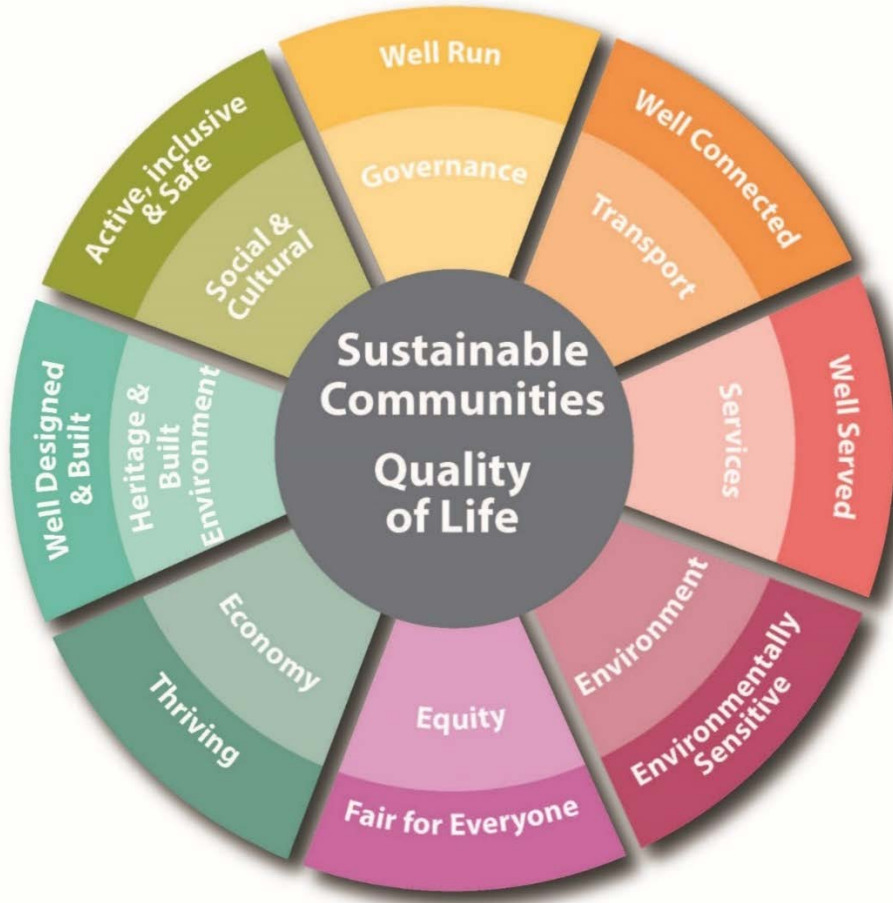 Well Run
Governance
Well Connected
Transport
Well Served
Services
Environmentally
Sensitive
Environment
Fair for Everyone
Equity
Thriving
Economy
Well Designed
& Built
Heritage &
Built
Environment
Active, inclusive
& Safe
Social &
Cultural
Sustainable
Communities
Quality
of Life